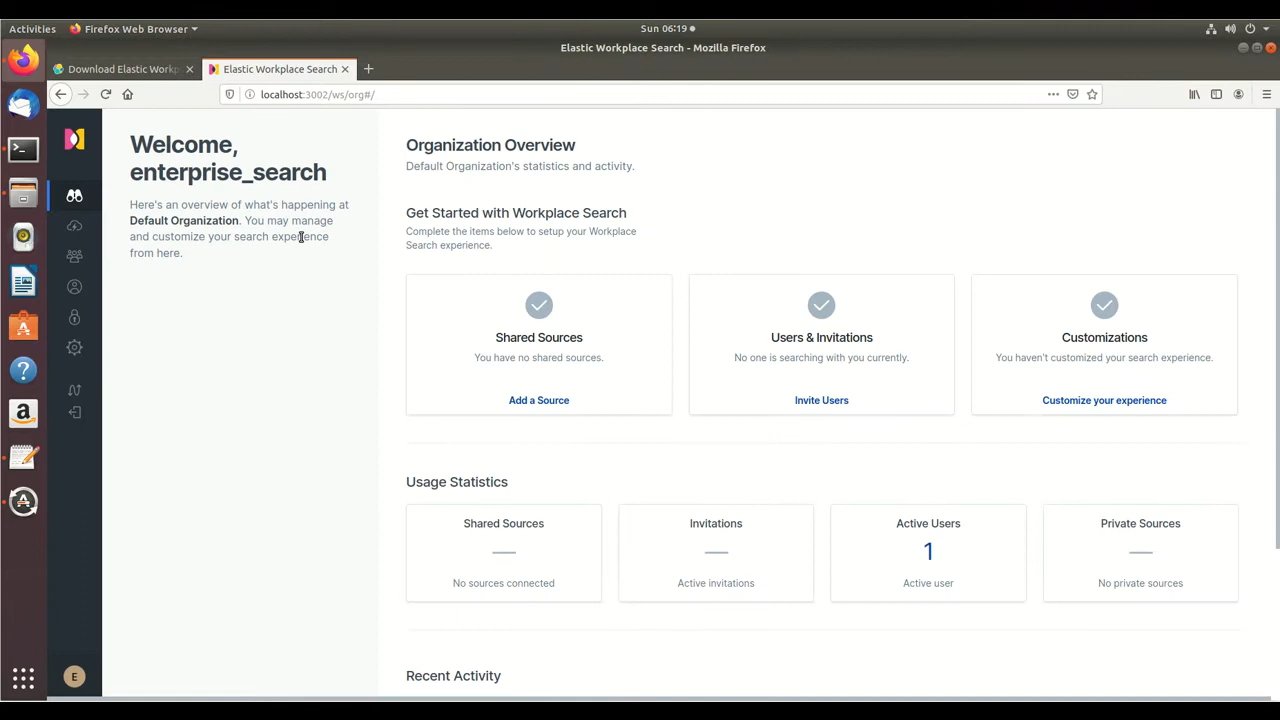 Activities Firefox Web Browser Sun 06:19
Elastic Workplace Search - Mozilla Firefox
Download Elastic Workp Elastic Workplace Search
localhost:3002/ws/org#/
Welcome,
enterprise_search
Here's an overview of what's happening at
Default Organization. You may manage
and customize your search experience
from here.
Organization Overview
Default Organization's statistics and activity.
Get Started with Workplace Search
Complete the items below to setup your Workplace
Search experience.
Shared Sources
You have no shared sources.
Add a Source
Users & Invitations
No one is searching with you currently.
Invite Users
Customizations
You haven't customized your search experience.
Customize your experience
Usage Statistics
Shared Sources
—
No sources connected
Invitations
—
Active invitations
Active Users
1
Active user
Private Sources
—
No private sources
Recent Activity
E